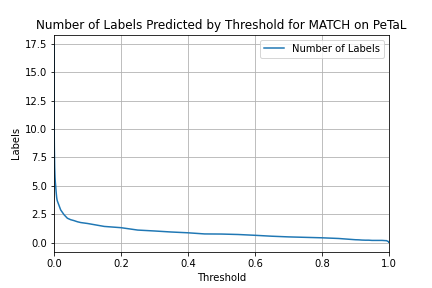 Number of Labels Predicted by Threshold for MATCH on PeTaL
Number of Labels
17.5
15.0
12.5
10.0
7.5
5.0
2.5
0.0
Labels
0.0 0.2 0.4 0.6 0.8 1.0
Threshold